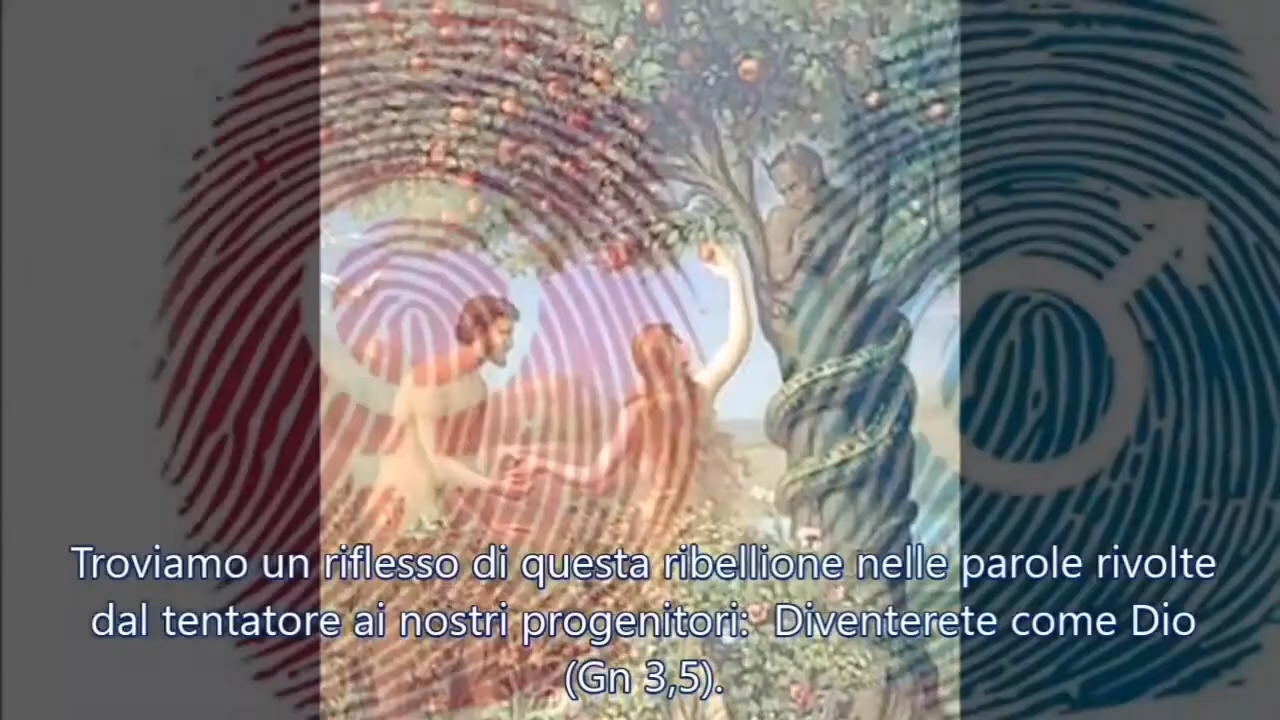 Troviamo un riflesso di questa ribellione nelle parole rivolte
dal tentatore ai nostri progenitori:  Diventerete come Dio
(Gn 3,5).